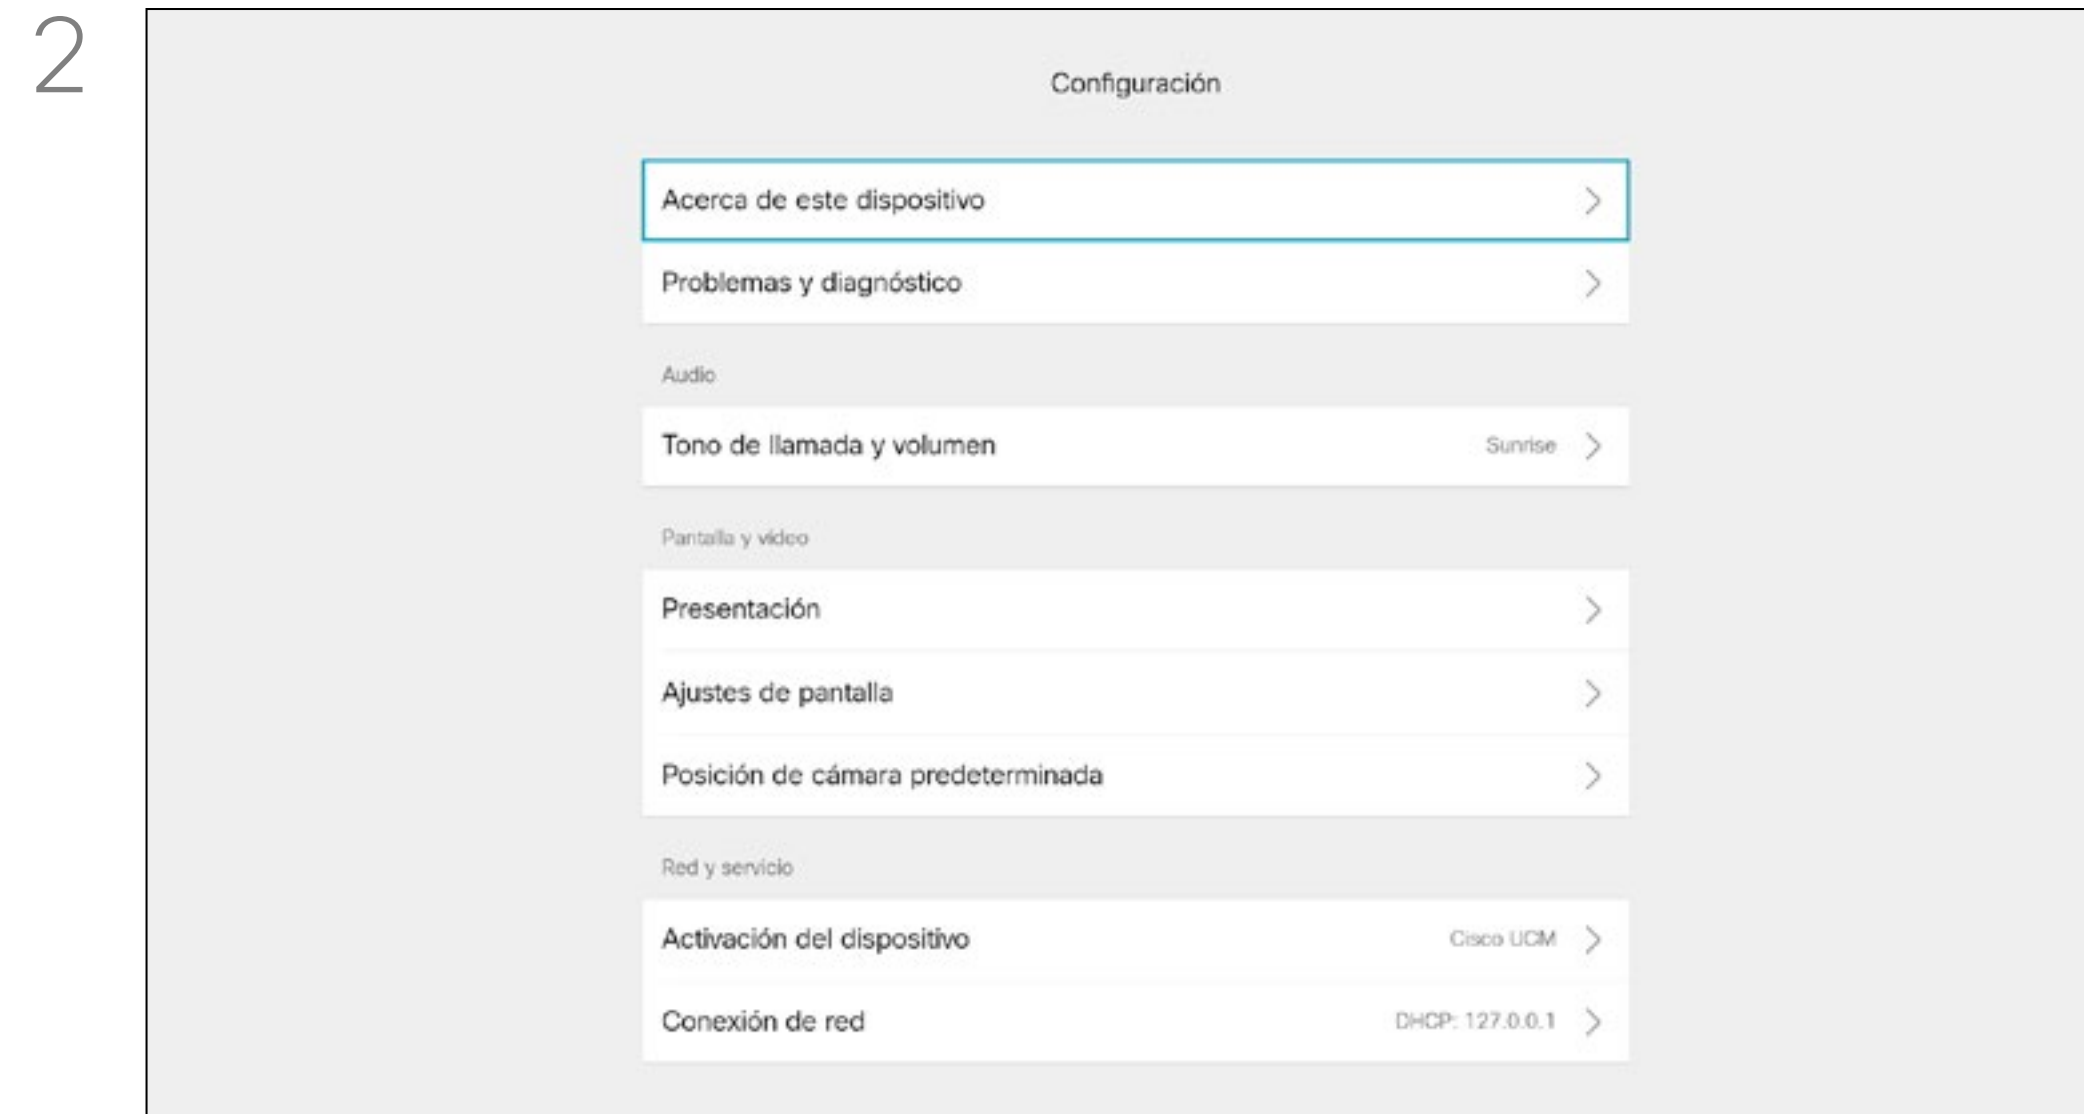 2
Configuración
Acerca de este dispositivo
Problemas y diagnóstico
Audio
Tono de llamada y volumen Sunrise
Pantalla y vídeo
Presentación
Ajustes de pantalla
Posición de cámara predeterminada
Red y servicio
Activación del dispositivo Cisco UCM
Conexión de red DHCP: 127.0.0.1